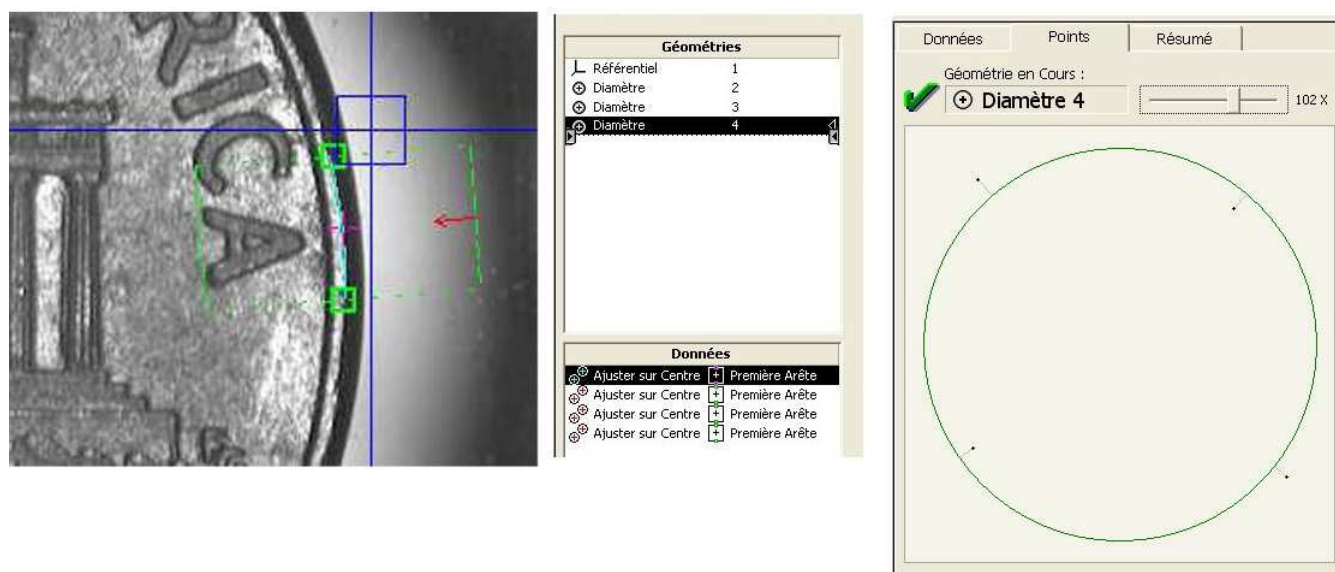 RICA
Géométries
Référentiel 1
Diamètre 2
Diamètre 3
Diamètre 4
Données
Ajuster sur Centre Première Arête
Ajuster sur Centre Première Arête
Ajuster sur Centre Première Arête
Ajuster sur Centre Première Arête
Données Points Résumé
Géométrie en Cours :
Diamètre 4
102 X